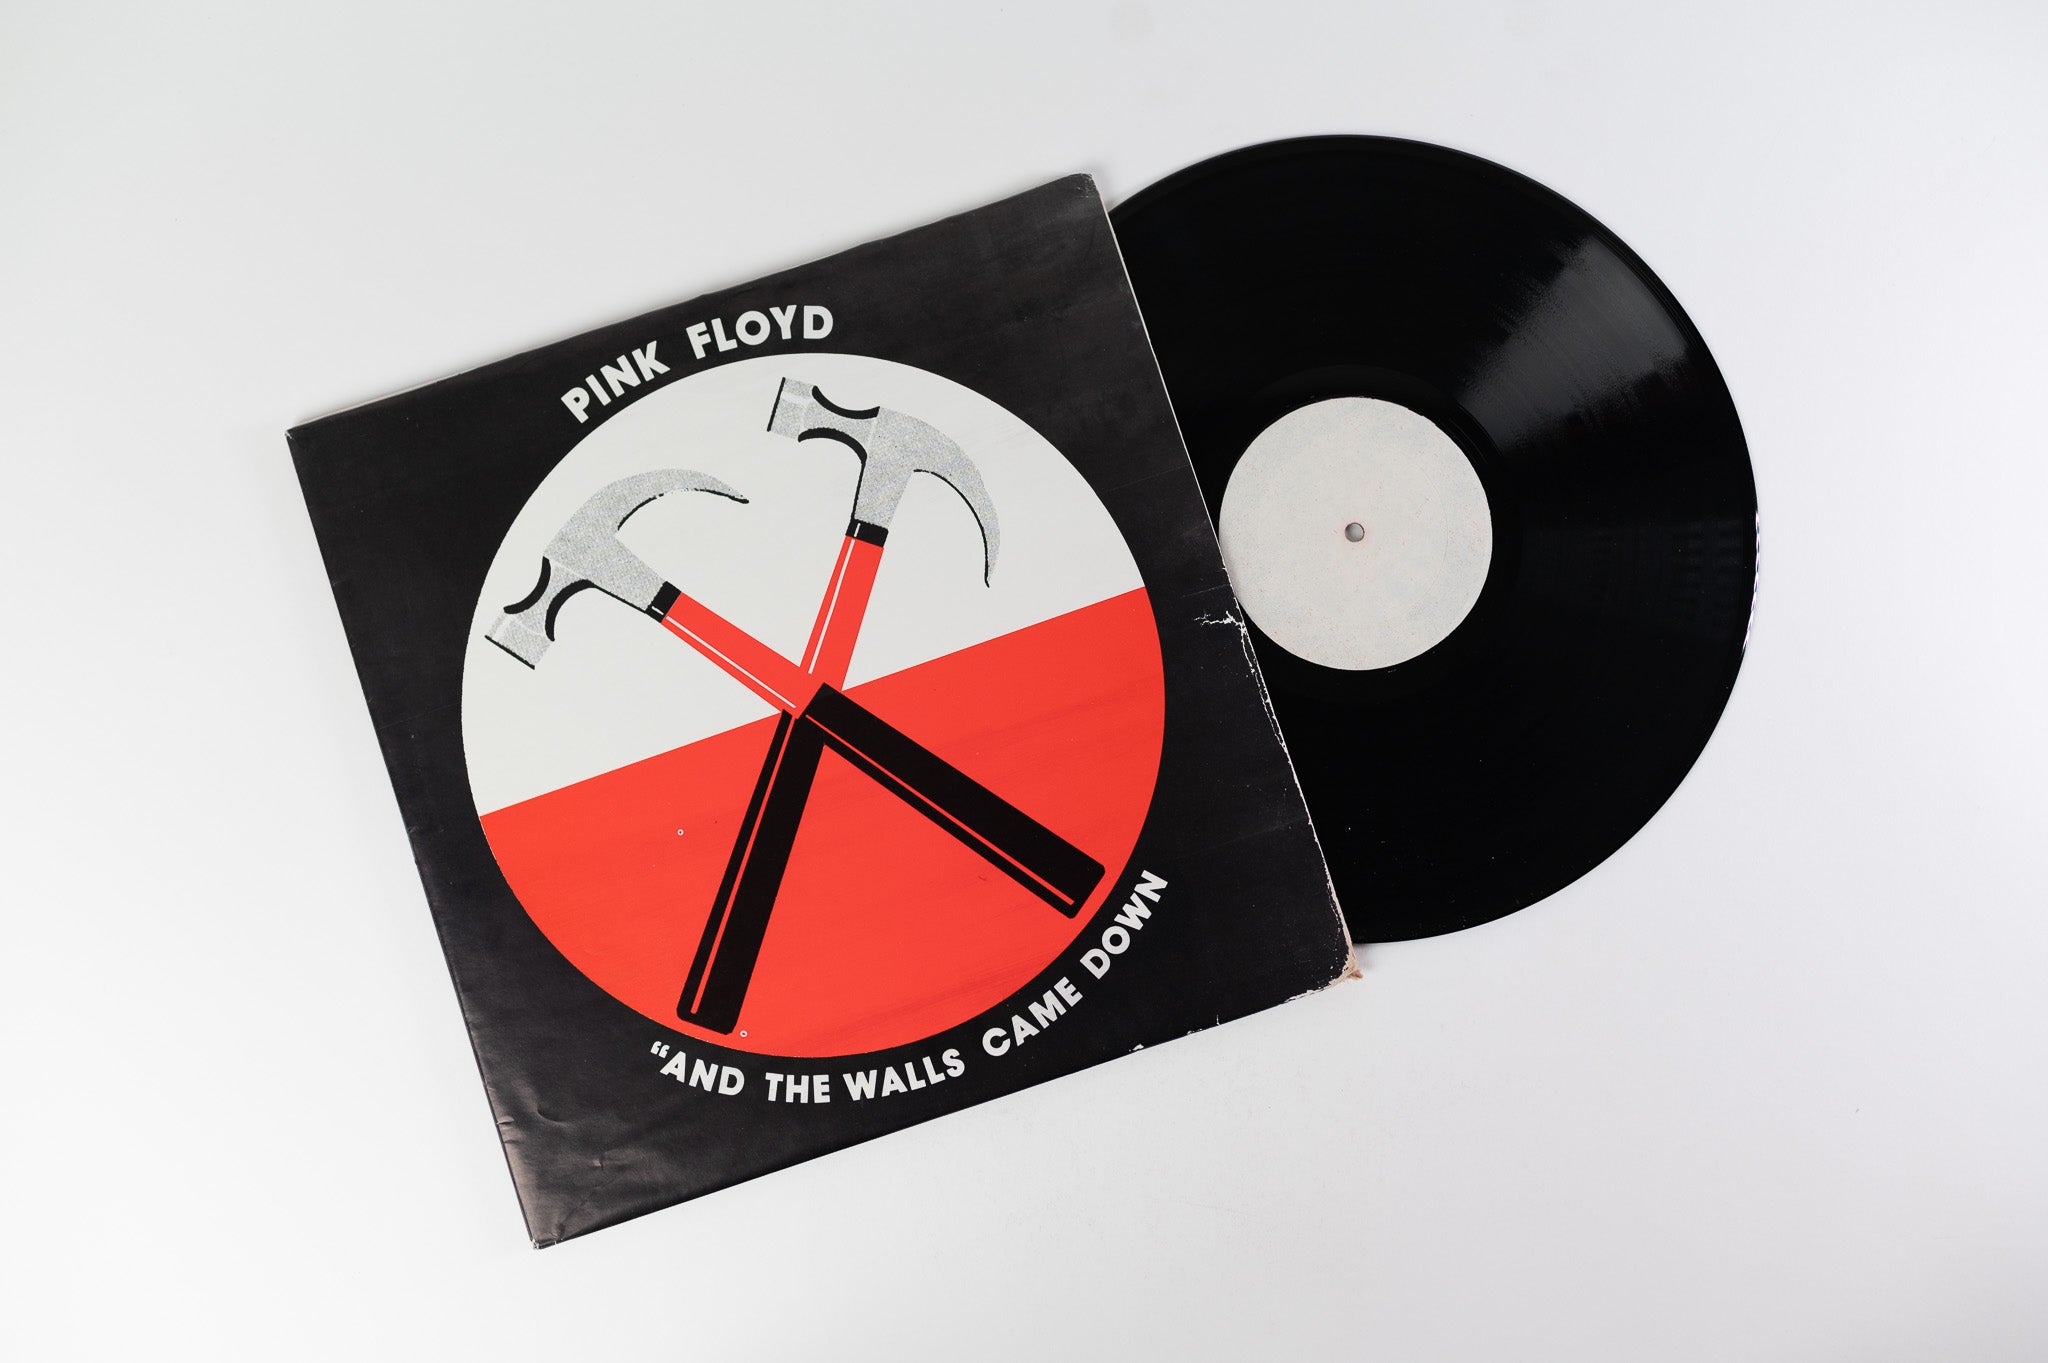 PINK FLOYD
“AND THE WALLS CAME DOWN